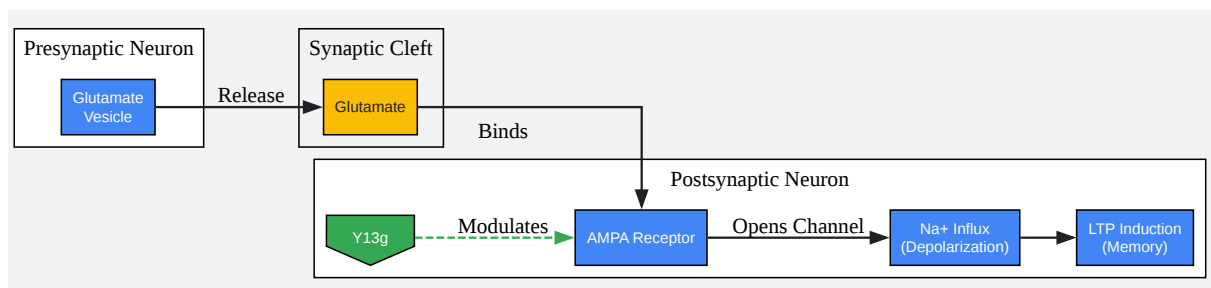 Presynaptic Neuron
Glutamate
Vesicle
Release
Synaptic Cleft
Glutamate
Binds
Postsynaptic Neuron
Y13g
Modulates
AMPA Receptor
Opens Channel
Na+ Influx
(Depolarization)
LTP Induction
(Memory)